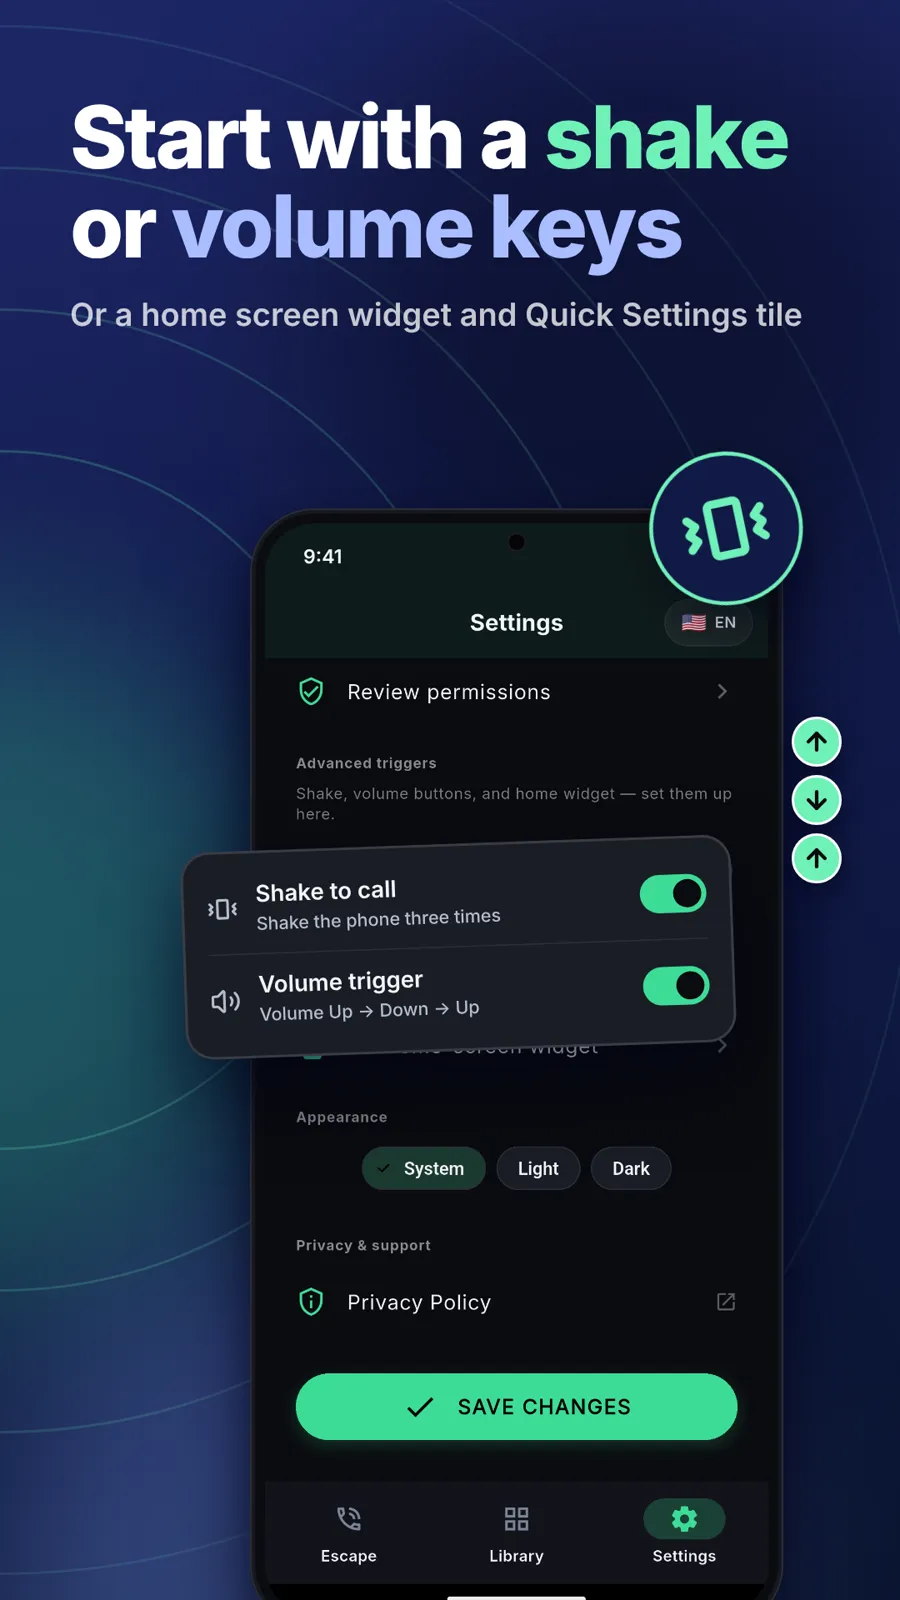 Start with a shake
or volume keys
Or a home screen widget and Quick Settings tile
9:41
Settings
EN
Review permissions
Advanced triggers
Shake, volume buttons, and home widget — set them up
here.
Shake to call
Shake the phone three times
Volume trigger
Volume Up → Down → Up
screen widget
Appearance
System
Light
Dark
Privacy & support
Privacy Policy
SAVE CHANGES
Escape
Library
Settings